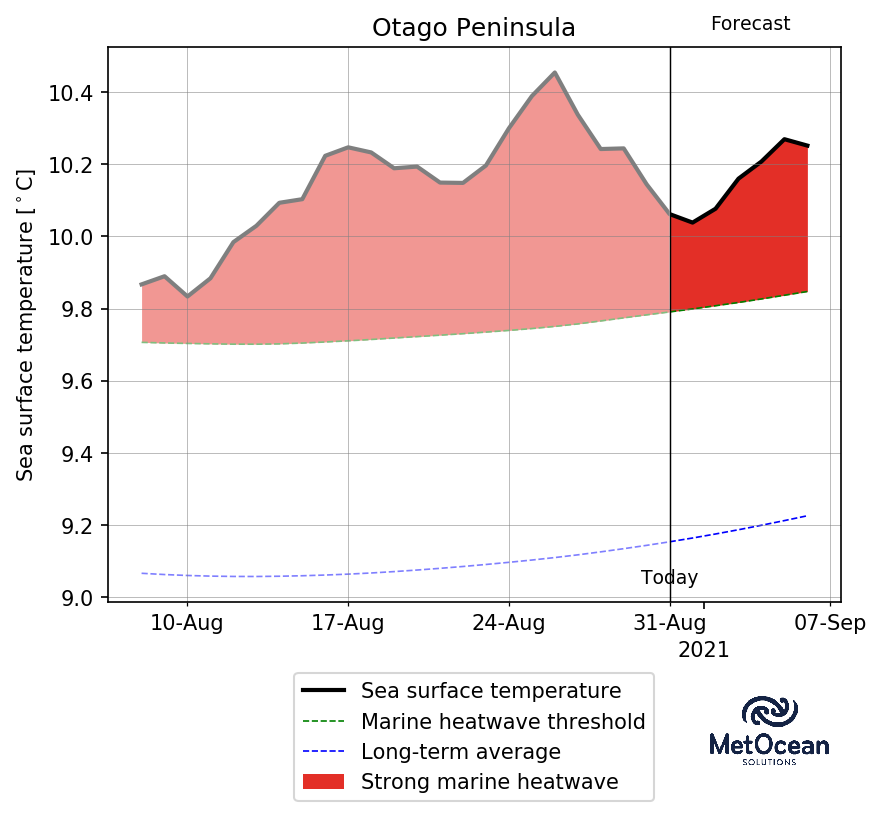 Otago Peninsula
Forecast
Sea surface temperature [°C]
10.4
10.2
10.0
9.8
9.6
9.4
9.2
9.0
Today
10-Aug 17-Aug 24-Aug 31-Aug 07-Sep
2021
Sea surface temperature
Marine heatwave threshold
Long-term average
Strong marine heatwave
MetOcean
SOLUTIONS